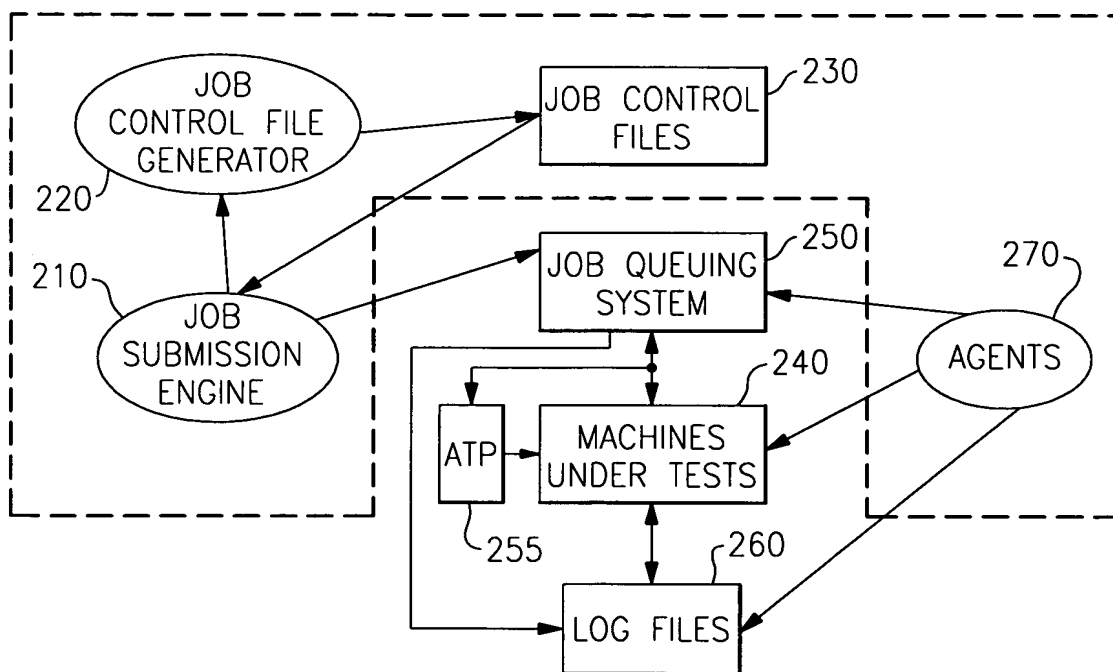 JOB
CONTROL FILE
GENERATOR
220
JOB CONTROL
FILES
230
210
JOB
SUBMISSION
ENGINE
JOB QUEUING
SYSTEM
250
270
AGENTS
240
ATP
MACHINES
UNDER TESTS
255
260
LOG FILES